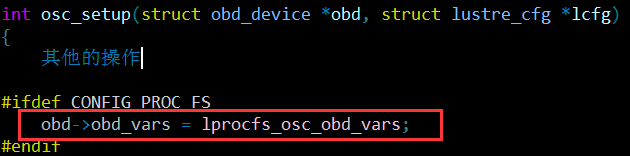 int osc_setup(struct obd_device *obd, struct lustre_cfg *lcfg)
{
其他的操作
#ifdef CONFIG_PROC_FS
obd->obd_vars = lprocfs_osc_obd_vars;
#endif